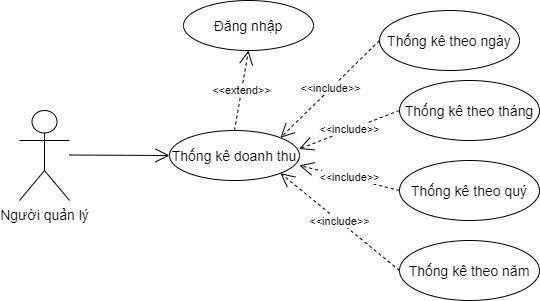 Đăng nhập
Thống kê theo ngày
<<extend>>
<<include>>
Thống kê theo tháng
<<include>>
Thống kê doanh thu
<<include>>
Thống kê theo quý
Người quản lý
<<include>>
Thống kê theo năm